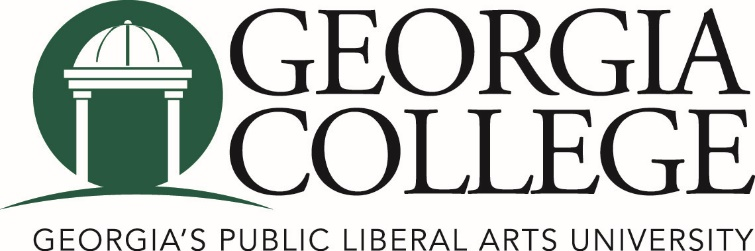 GEORGIA
COLLEGE
GEORGIA'S PUBLIC LIBERAL ARTS UNIVERSITY